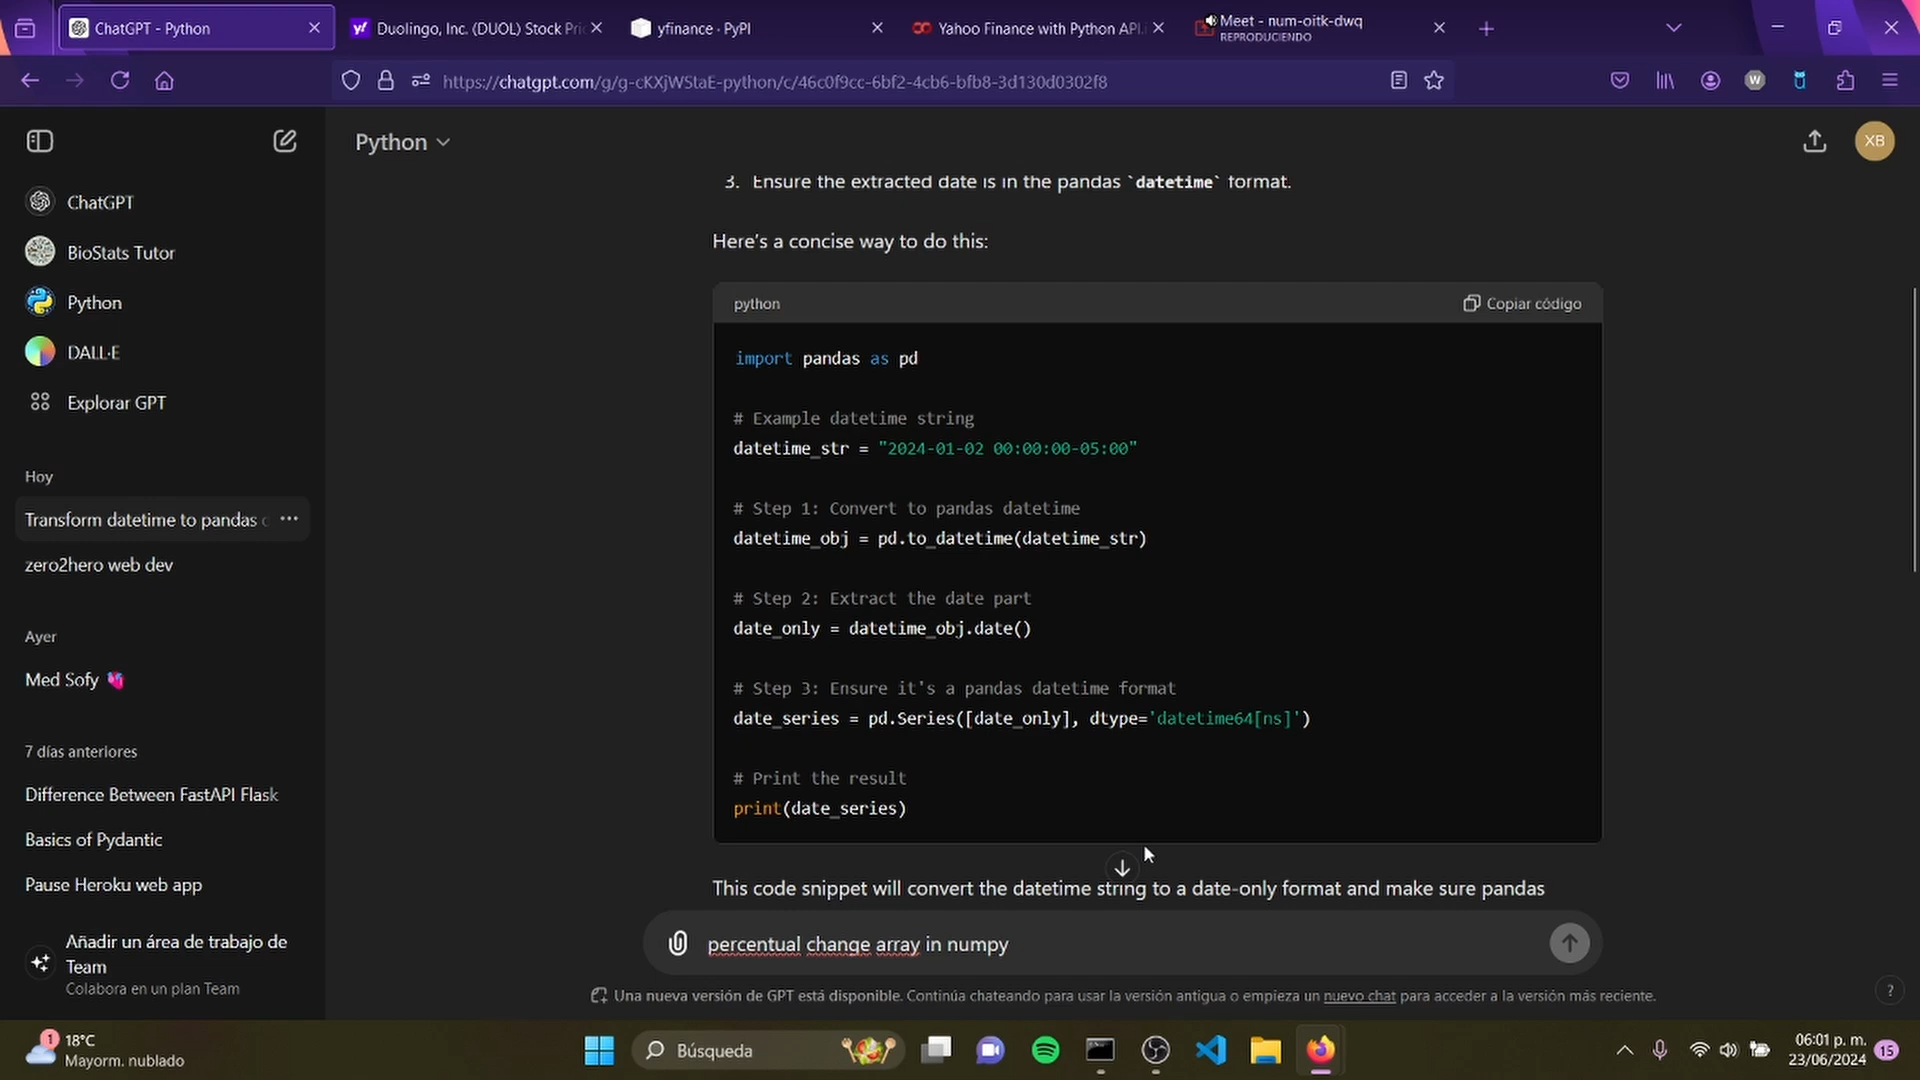 ChatGPT - Python
Duolingo, Inc. (DUOL) Stock Pri
yfinance · PyPI
Yahoo Finance with Python API.
Meet - num-oitk-dwq
REPRODUCIENDO
https://chatgpt.com/g/g-cKXjWStaE-python/c/46c0f9cc-6bf2-4cb6-bfb8-3d130d0302f8
W
Python
XB
ChatGPT
BioStats Tutor
Python
DALL·E
Explorar GPT
Hoy
Transform datetime to pandas
zero2hero web dev
Ayer
Med Sofy
7 días anteriores
Difference Between FastAPI Flask
Basics of Pydantic
Pause Heroku web app
Añadir un área de trabajo de
Team
Colabora en un plan Team
3. Ensure the extracted date is in the pandas `datetime` format.
Here's a concise way to do this:
python
Copiar código
import pandas as pd
# Example datetime string
datetime_str = "2024-01-02 00:00:00-05:00"
# Step 1: Convert to pandas datetime
datetime_obj = pd.to_datetime(datetime_str)
# Step 2: Extract the date part
date_only = datetime_obj.date()
# Step 3: Ensure it's a pandas datetime format
date_series = pd.Series([date_only], dtype='datetime64[ns]')
# Print the result
print(date_series)
This code snippet will convert the datetime string to a date-only format and make sure pandas
percentual change array in numpy
Una nueva versión de GPT está disponible. Continúa chateando para usar la versión antigua o empieza un nuevo chat para acceder a la versión más reciente.
?
1
18°C
Mayorm. nublado
Búsqueda
06:01 p. m.
23/06/2024
15